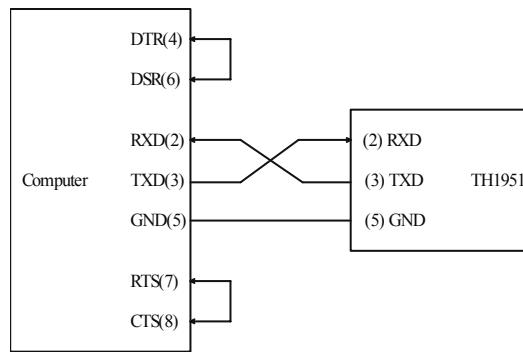 DTR(4)
DSR(6)
RXD(2)
(2) RXD
Computer
TXD(3)
(3) TXD
TH1951
GND(5)
(5) GND
RTS(7)
CTS(8)